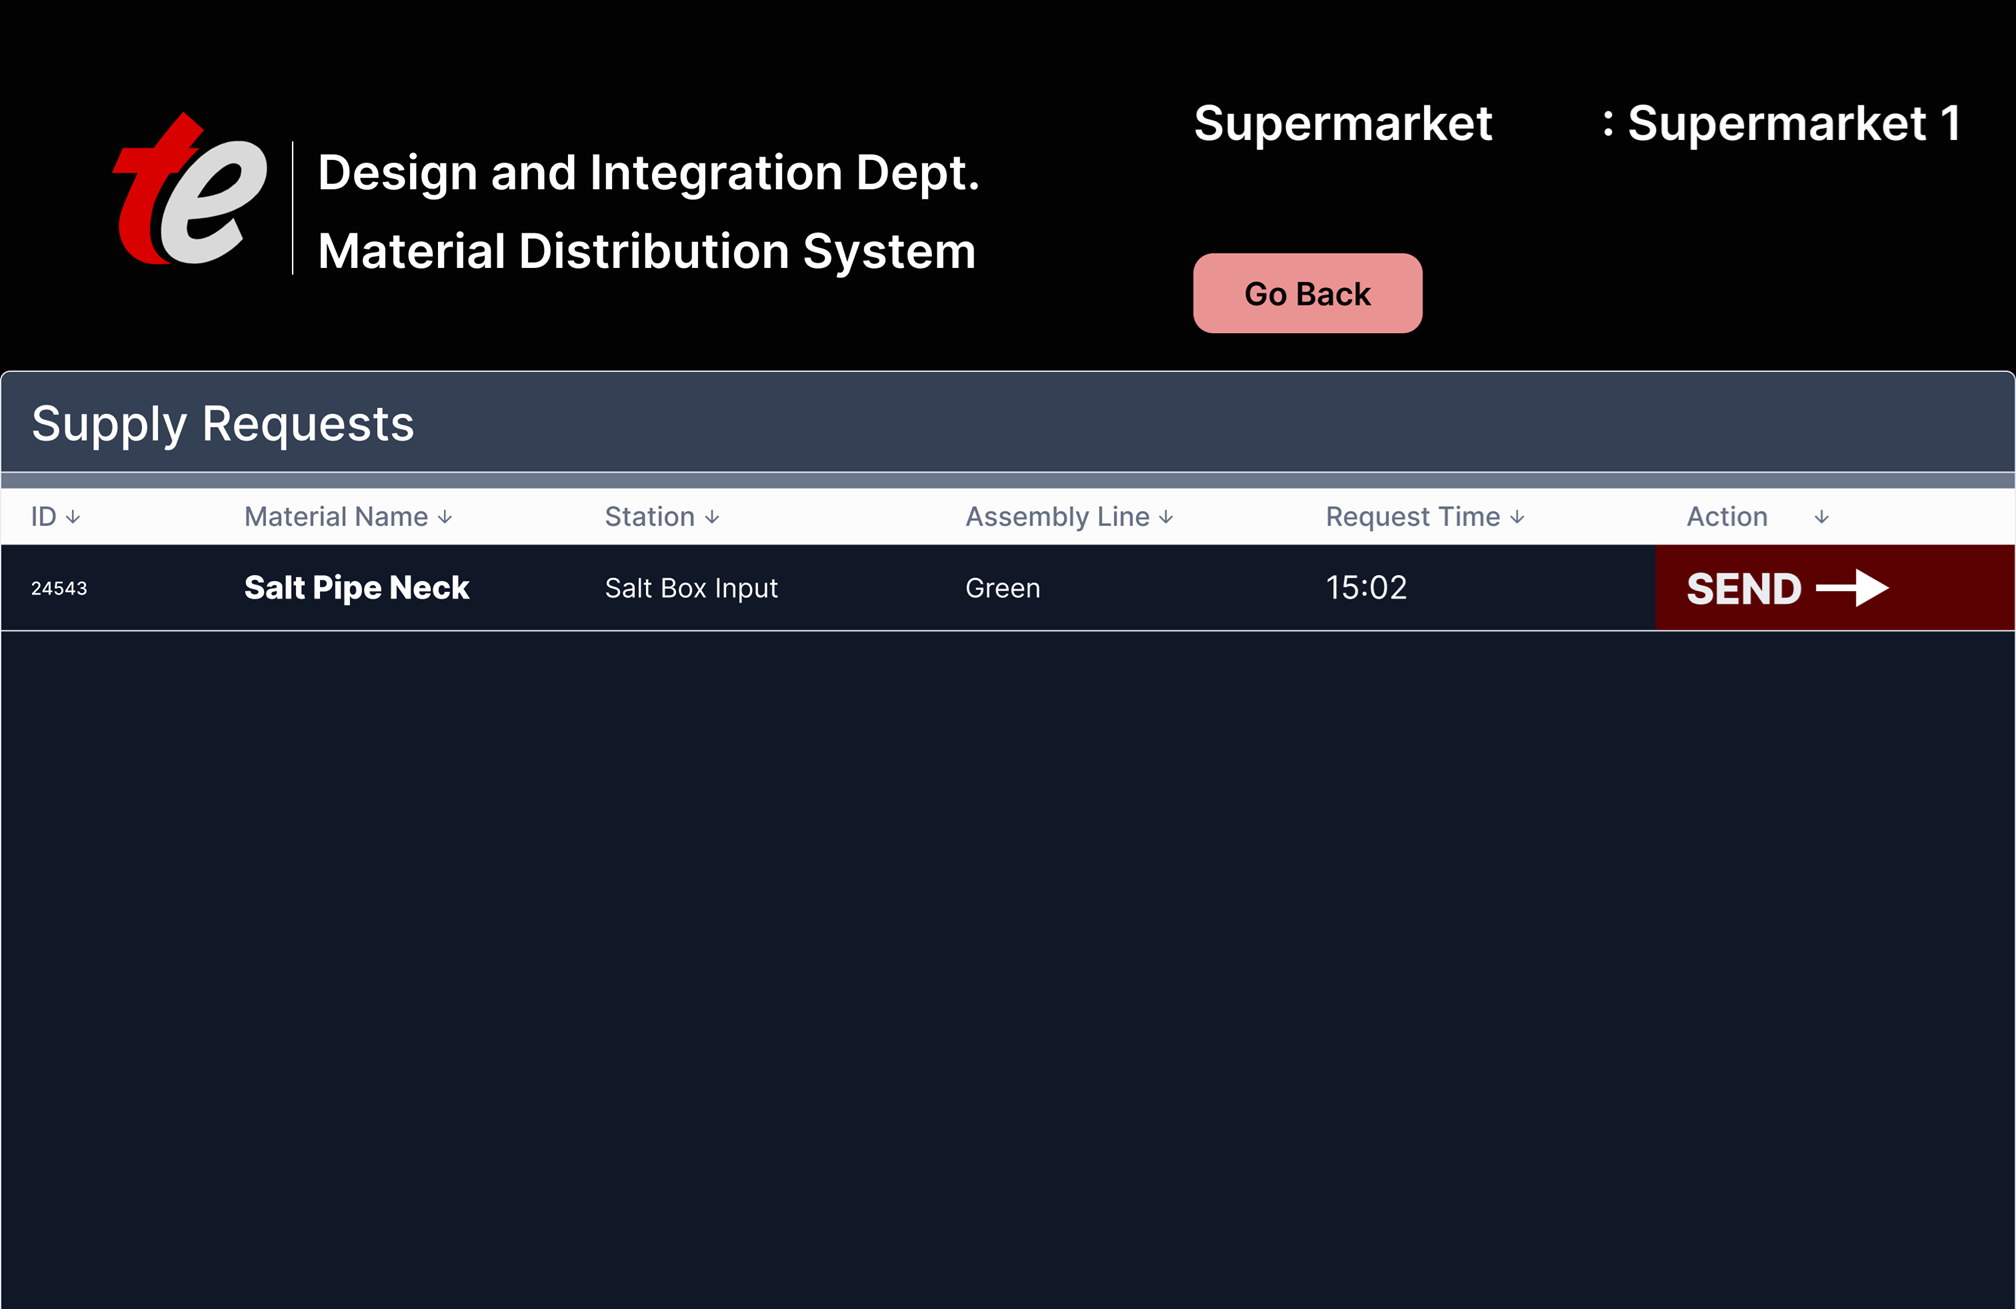 te
Design and Integration Dept.
Material Distribution System
Supermarket : Supermarket 1
Go Back
Supply Requests
ID ↓ Material Name ↓ Station ↓ Assembly Line ↓ Request Time ↓ Action ↓
24543 Salt Pipe Neck Salt Box Input Green 15:02 SEND